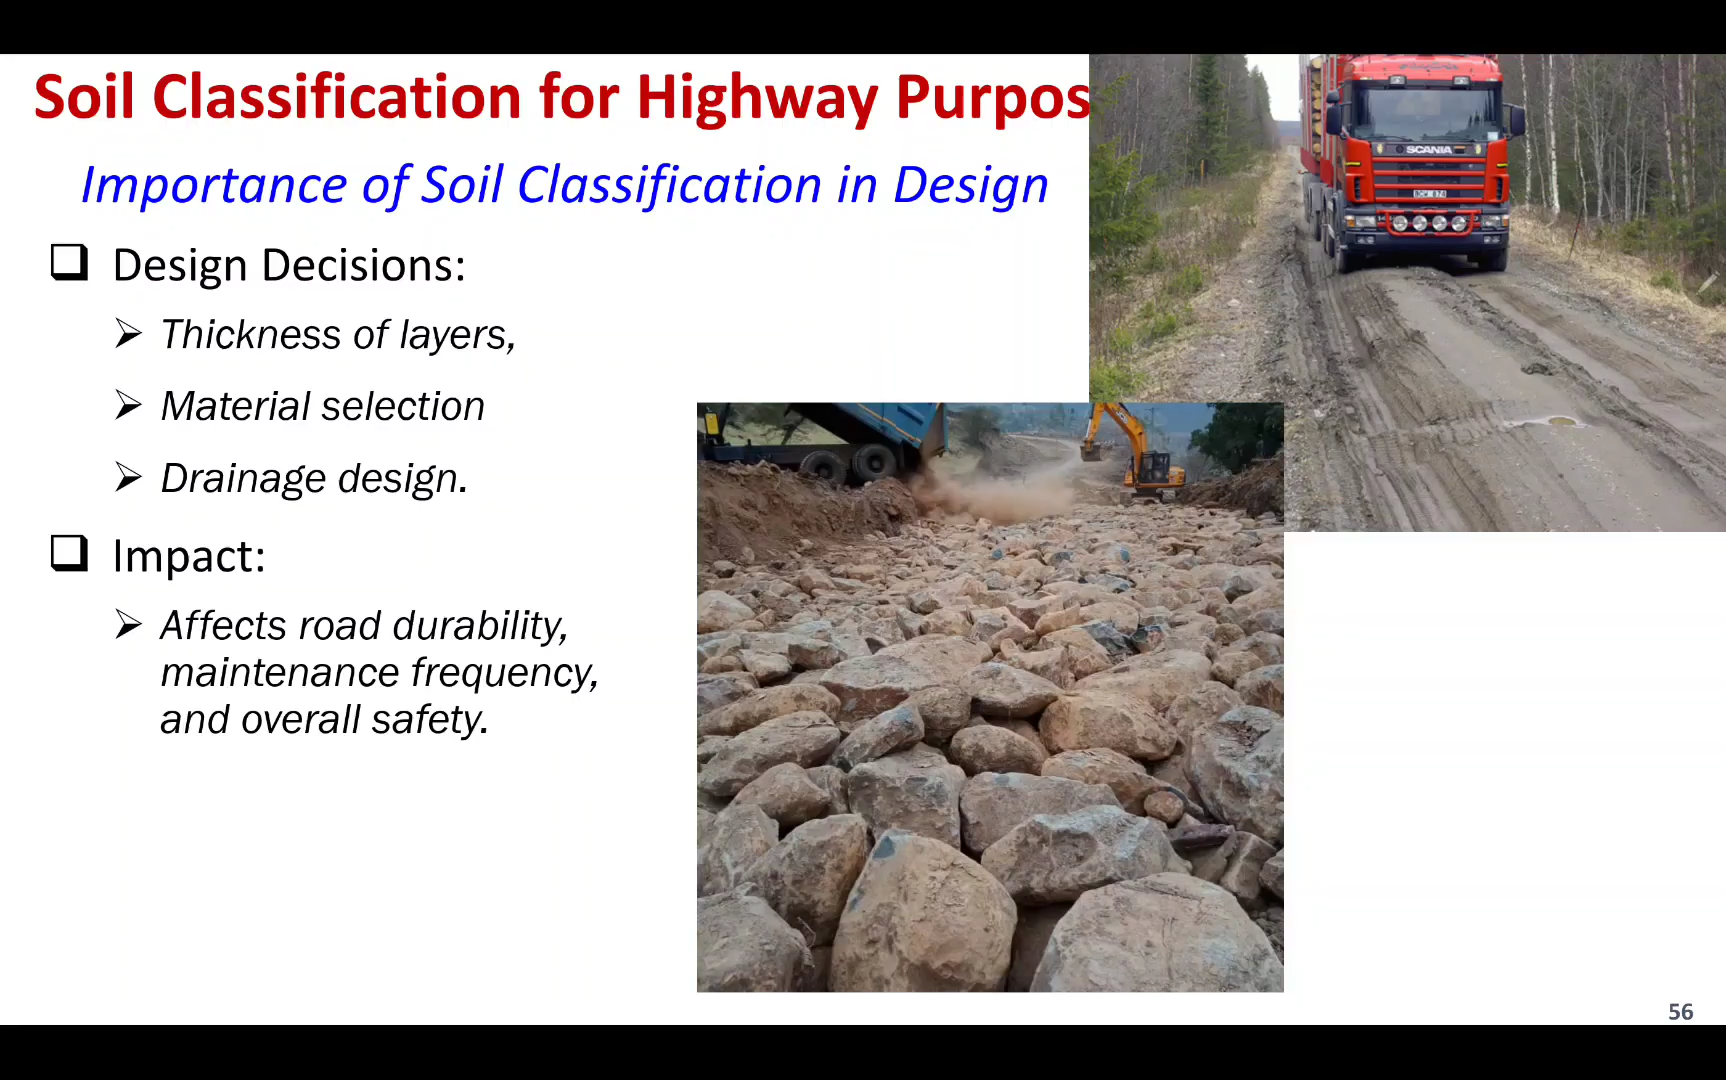 Soil Classification for Highway Purpos
Importance of Soil Classification in Design
Design Decisions:
Thickness of layers,
Material selection
Drainage design.
Impact:
Affects road durability,
maintenance frequency,
and overall safety.
SCANIA
56